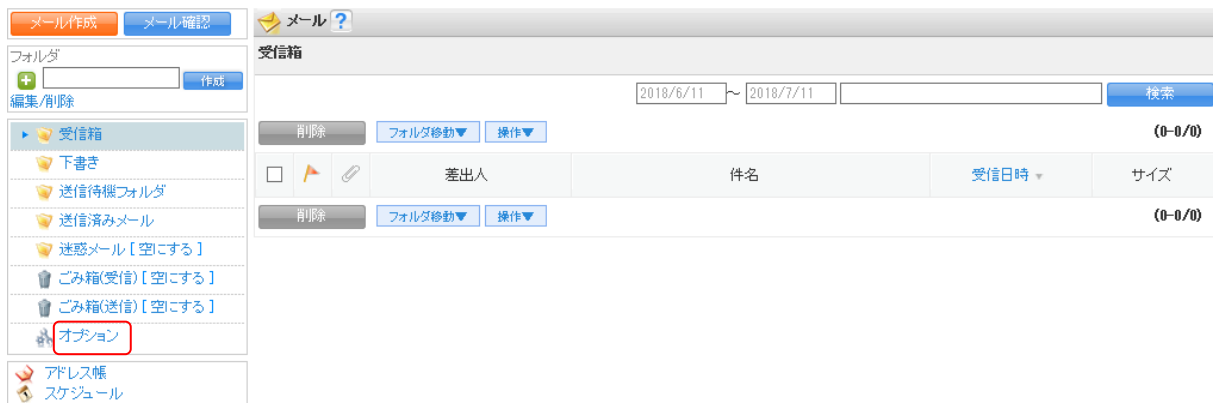 メール作成 メール確認
フォルダ
作成
編集/削除
受信箱
下書き
送信待機フォルダ
送信済みメール
迷惑メール [ 空にする ]
ごみ箱(受信) [ 空にする ]
ごみ箱(送信) [ 空にする ]
オプション
アドレス帳
スケジュール
メール ?
受信箱
2018/6/11 ～ 2018/7/11 検索
削除 フォルダ移動▼ 操作▼ (0-0/0)
差出人 件名 受信日時 ▼ サイズ
削除 フォルダ移動▼ 操作▼ (0-0/0)